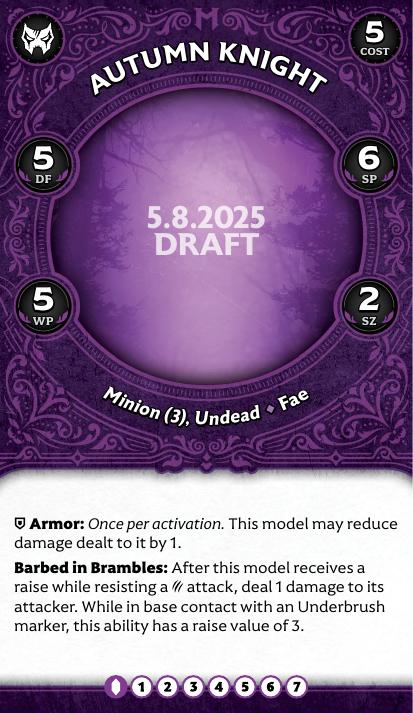 5
COST
AUTUMN KNIGHT
5
DF
6
SP
5.8.2025
DRAFT
5
WP
2
SZ
Minion (3), Undead ⬧ Fae
Armor: Once per activation. This model may reduce
damage dealt to it by 1.
Barbed in Brambles: After this model receives a
raise while resisting a attack, deal 1 damage to its
attacker. While in base contact with an Underbrush
marker, this ability has a raise value of 3.
1 2 3 4 5 6 7